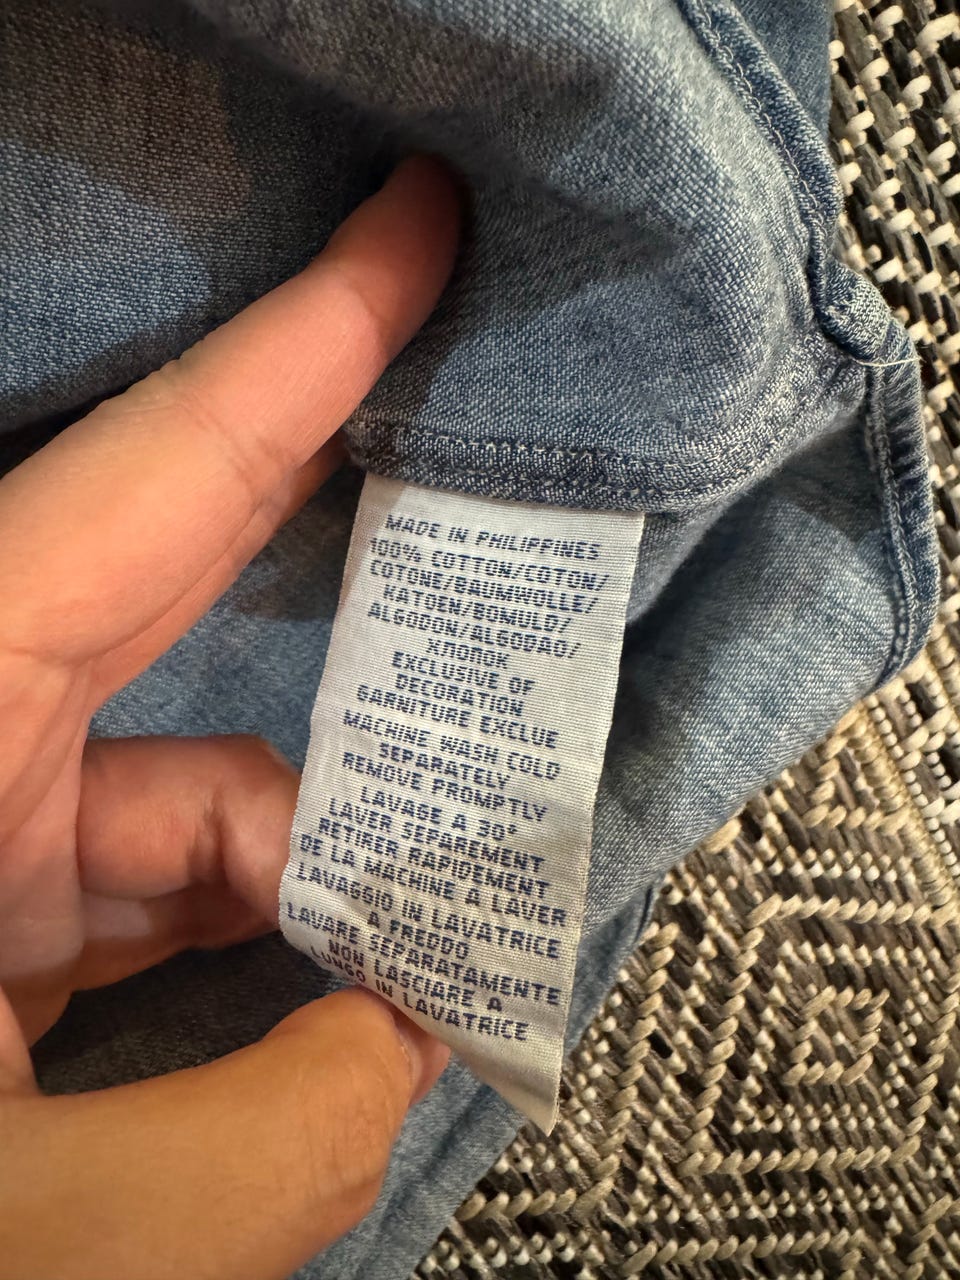 MADE IN PHILIPPINES
100% COTTON/COTON/
COTONE/BAUMWOLLE/
KATOEN/BOMULD/
ALGODON/ALGODAO/
ХЛОПОК
EXCLUSIVE OF
DECORATION
GARNITURE EXCLUE
MACHINE WASH COLD
SEPARATELY
REMOVE PROMPTLY
LAVAGE A 30°
LAVER SEPAREMENT
RETIRER RAPIDEMENT
DE LA MACHINE A LAVER
LAVAGGIO IN LAVATRICE
A FREDDO
LAVARE SEPARATAMENTE
NON LASCIARE A
LUNGO IN LAVATRICE